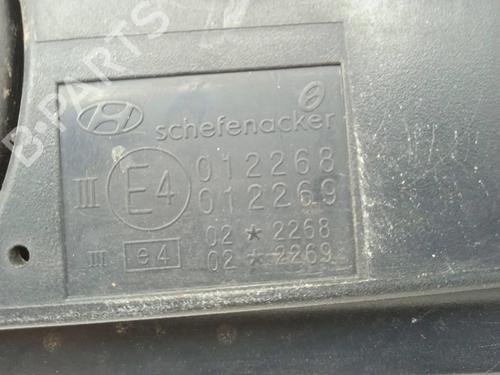 B-PARTS
schefenacker
III E4 012268
012269
02 * 2268
III e4 02 * 2269